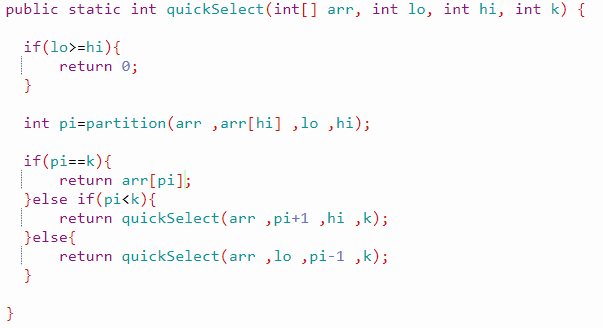 public static int quickSelect(int[] arr, int lo, int hi, int k) {
if(lo>=hi){
return 0;
}
int pi=partition(arr ,arr[hi] ,lo ,hi);
if(pi==k){
return arr[pi];
}else if(pi<k){
return quickSelect(arr ,pi+1 ,hi ,k);
}else{
return quickSelect(arr ,lo ,pi-1 ,k);
}
}